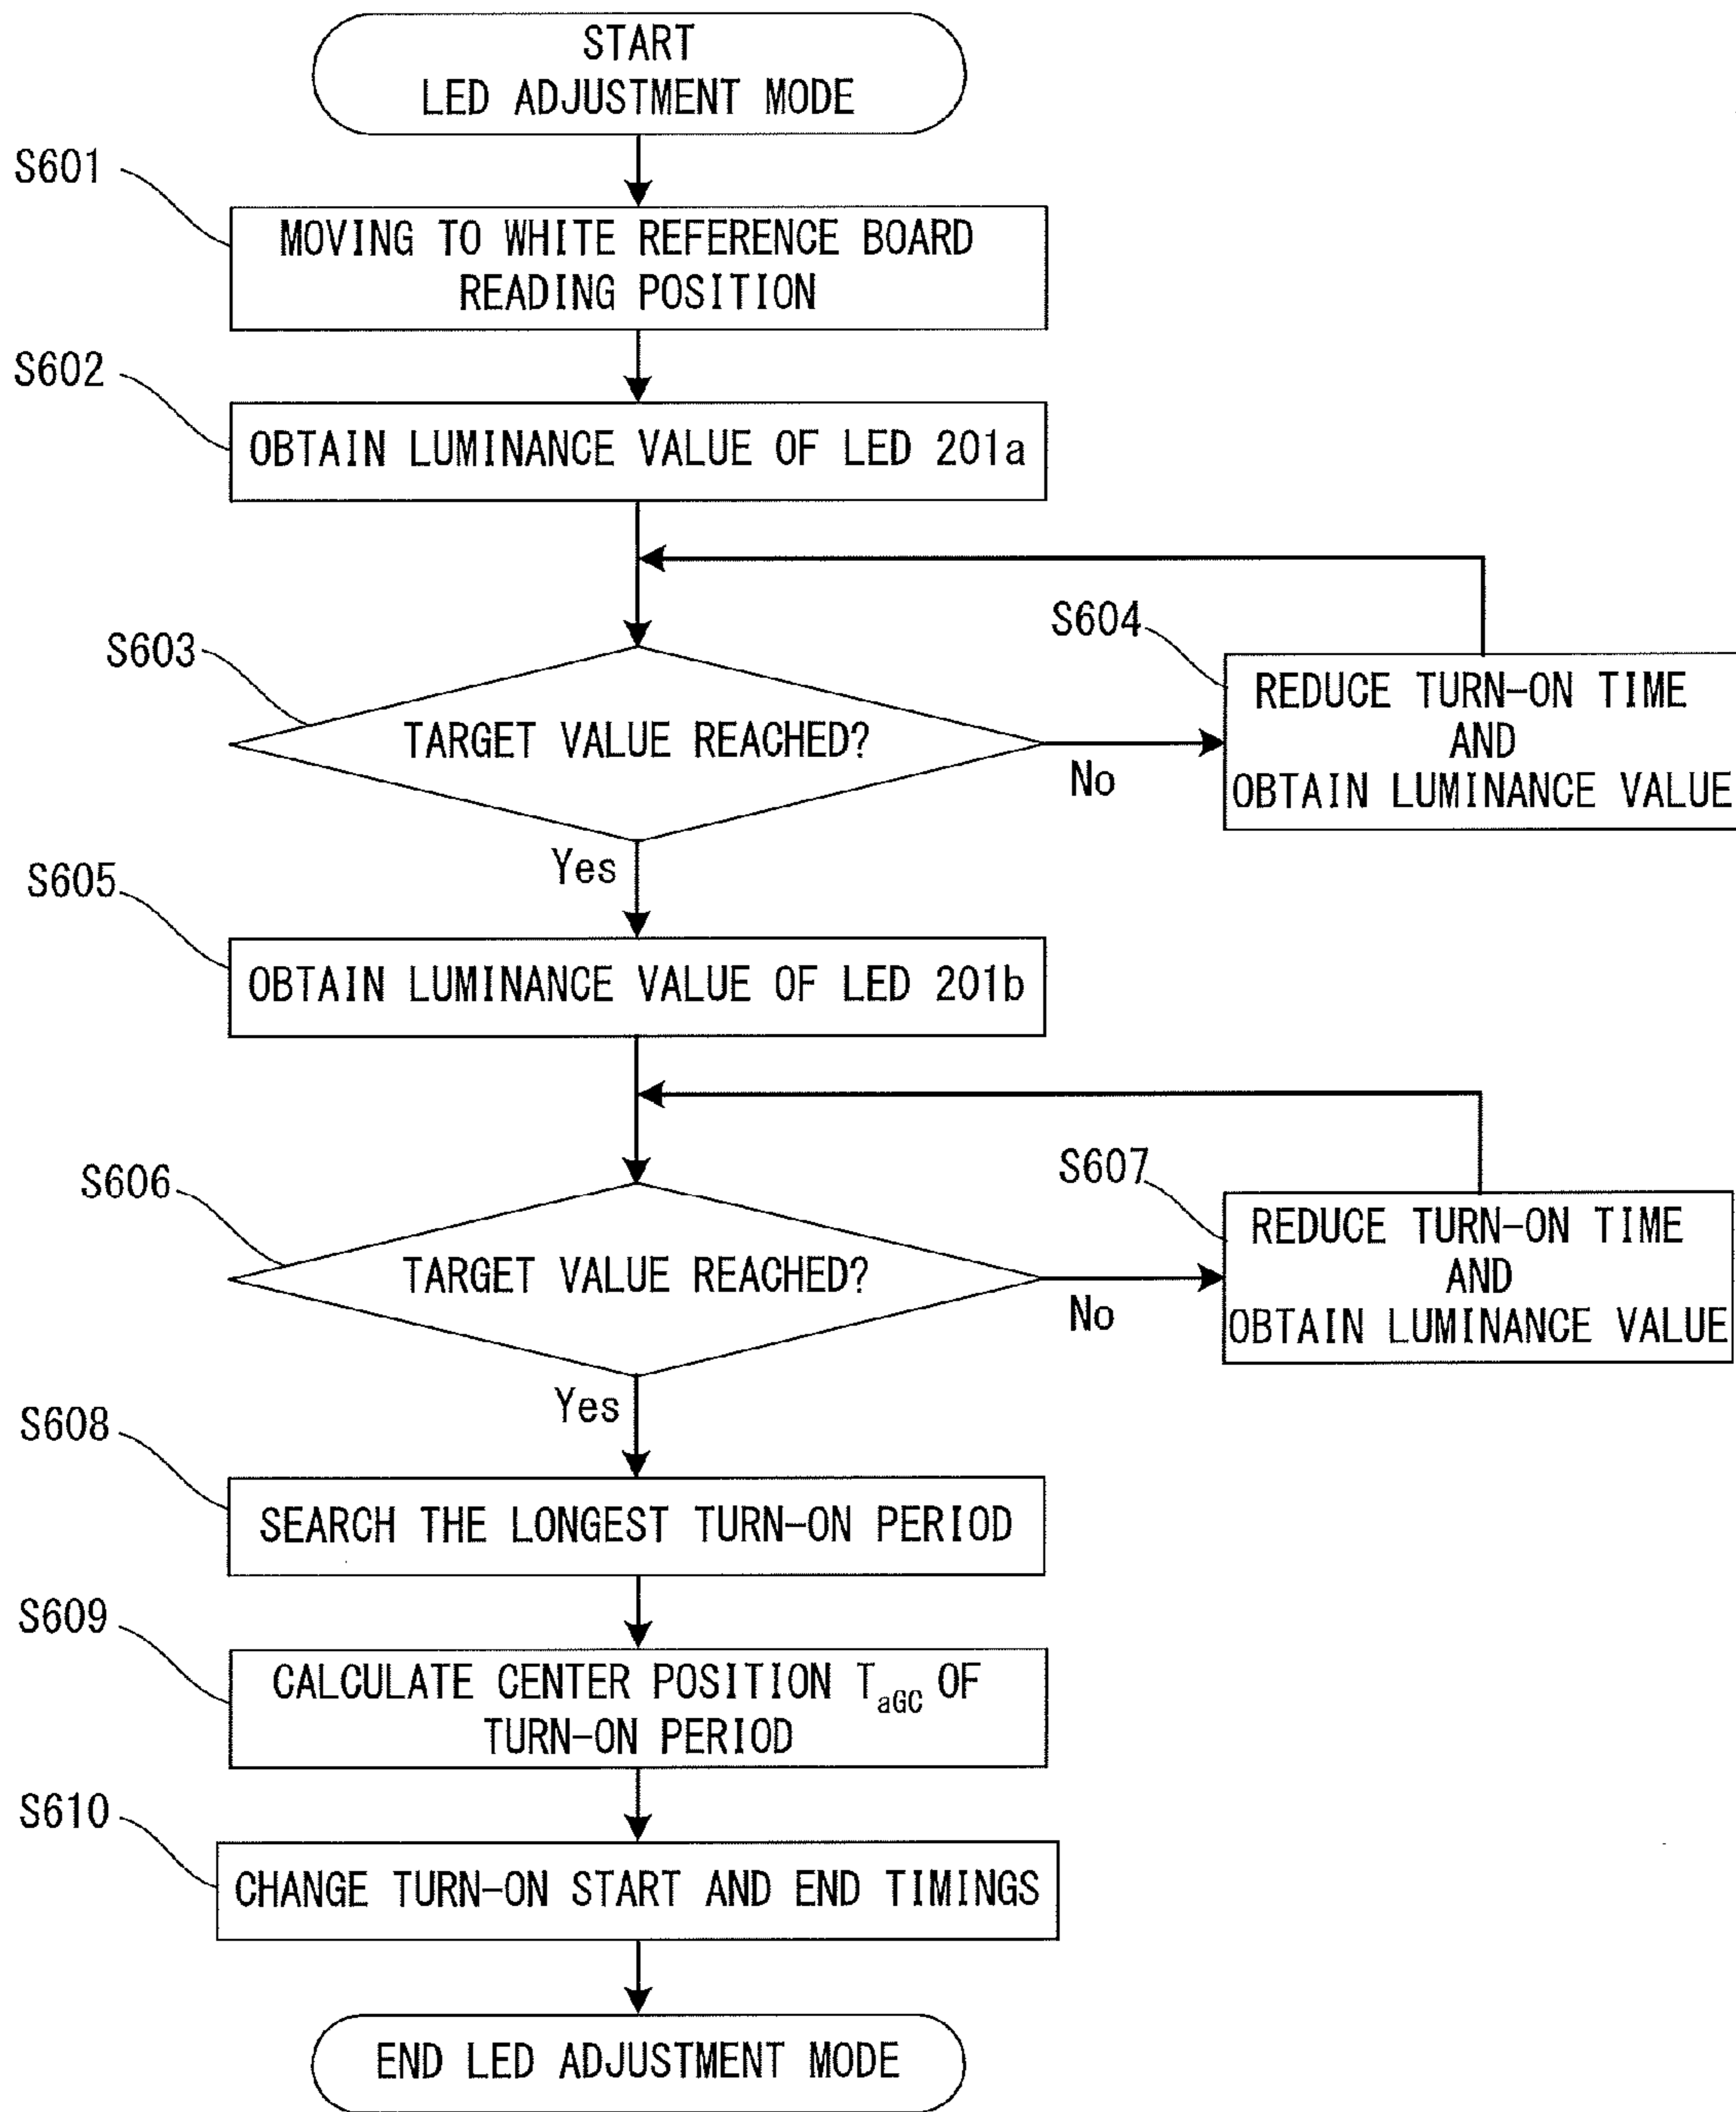 START
LED ADJUSTMENT MODE
S601
MOVING TO WHITE REFERENCE BOARD
READING POSITION
S602
OBTAIN LUMINANCE VALUE OF LED 201a
S603
TARGET VALUE REACHED?
No
S604
REDUCE TURN-ON TIME
AND
OBTAIN LUMINANCE VALUE
Yes
S605
OBTAIN LUMINANCE VALUE OF LED 201b
S606
TARGET VALUE REACHED?
No
S607
REDUCE TURN-ON TIME
AND
OBTAIN LUMINANCE VALUE
Yes
S608
SEARCH THE LONGEST TURN-ON PERIOD
S609
CALCULATE CENTER POSITION TaGC OF
TURN-ON PERIOD
S610
CHANGE TURN-ON START AND END TIMINGS
END LED ADJUSTMENT MODE